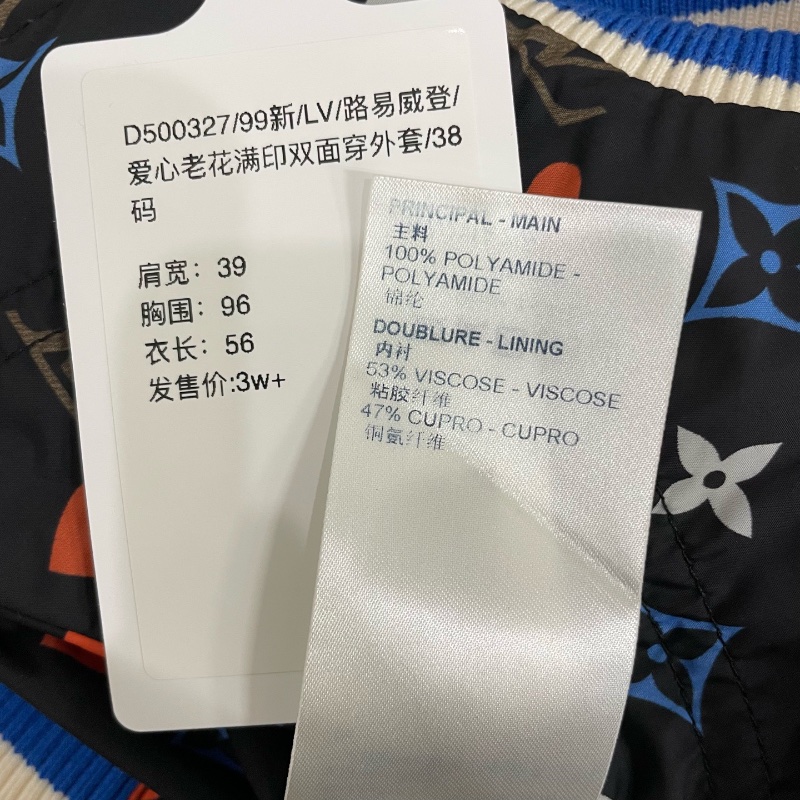 D500327/99新/LV/路易威登/
爱心老花满印双面穿外套/38
码
肩宽：39
胸围：96
衣长：56
发售价:3w+
PRINCIPAL - MAIN
主料
100% POLYAMIDE -
POLYAMIDE
锦纶
DOUBLURE - LINING
内衬
53% VISCOSE - VISCOSE
粘胶纤维
47% CUPRO - CUPRO
铜氨纤维